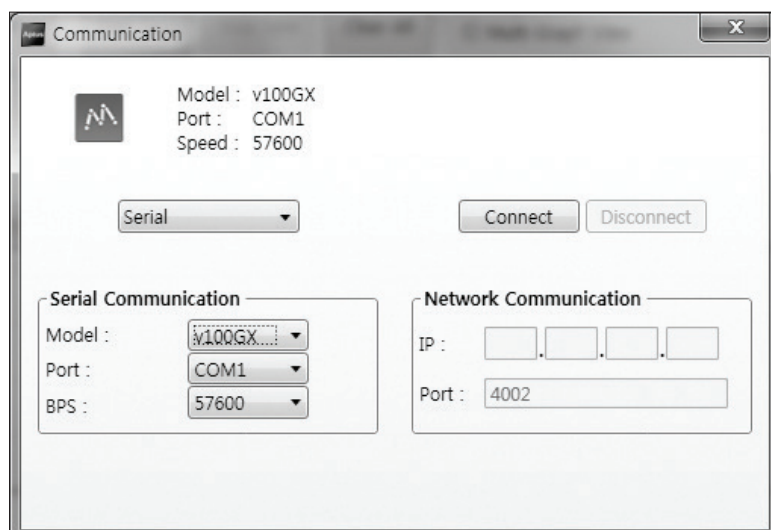 Communication
Model : v100GX
Port : COM1
Speed : 57600
Serial
Connect
Disconnect
Serial Communication
Model : v100GX....
Port : COM1
BPS : 57600
Network Communication
IP : . . .
Port : 4002